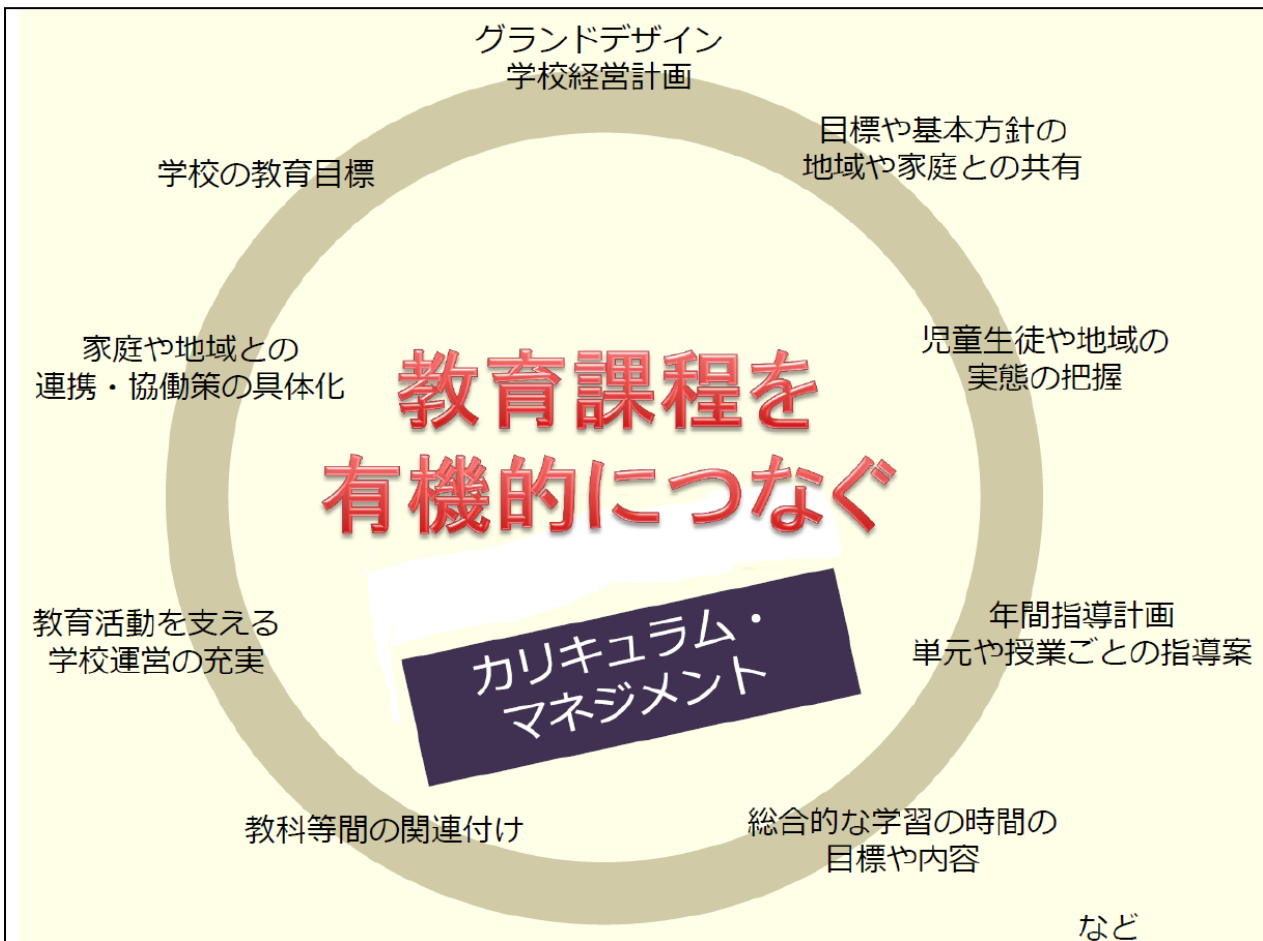 グランドデザイン
学校経営計画
目標や基本方針の
地域や家庭との共有
学校の教育目標
児童生徒や地域の
実態の把握
家庭や地域との
連携・協働策の具体化
教育課程を
有機的につなぐ
カリキュラム・
マネジメント
年間指導計画
単元や授業ごとの指導案
教育活動を支える
学校運営の充実
総合的な学習の時間の
目標や内容
教科等間の関連付け
など